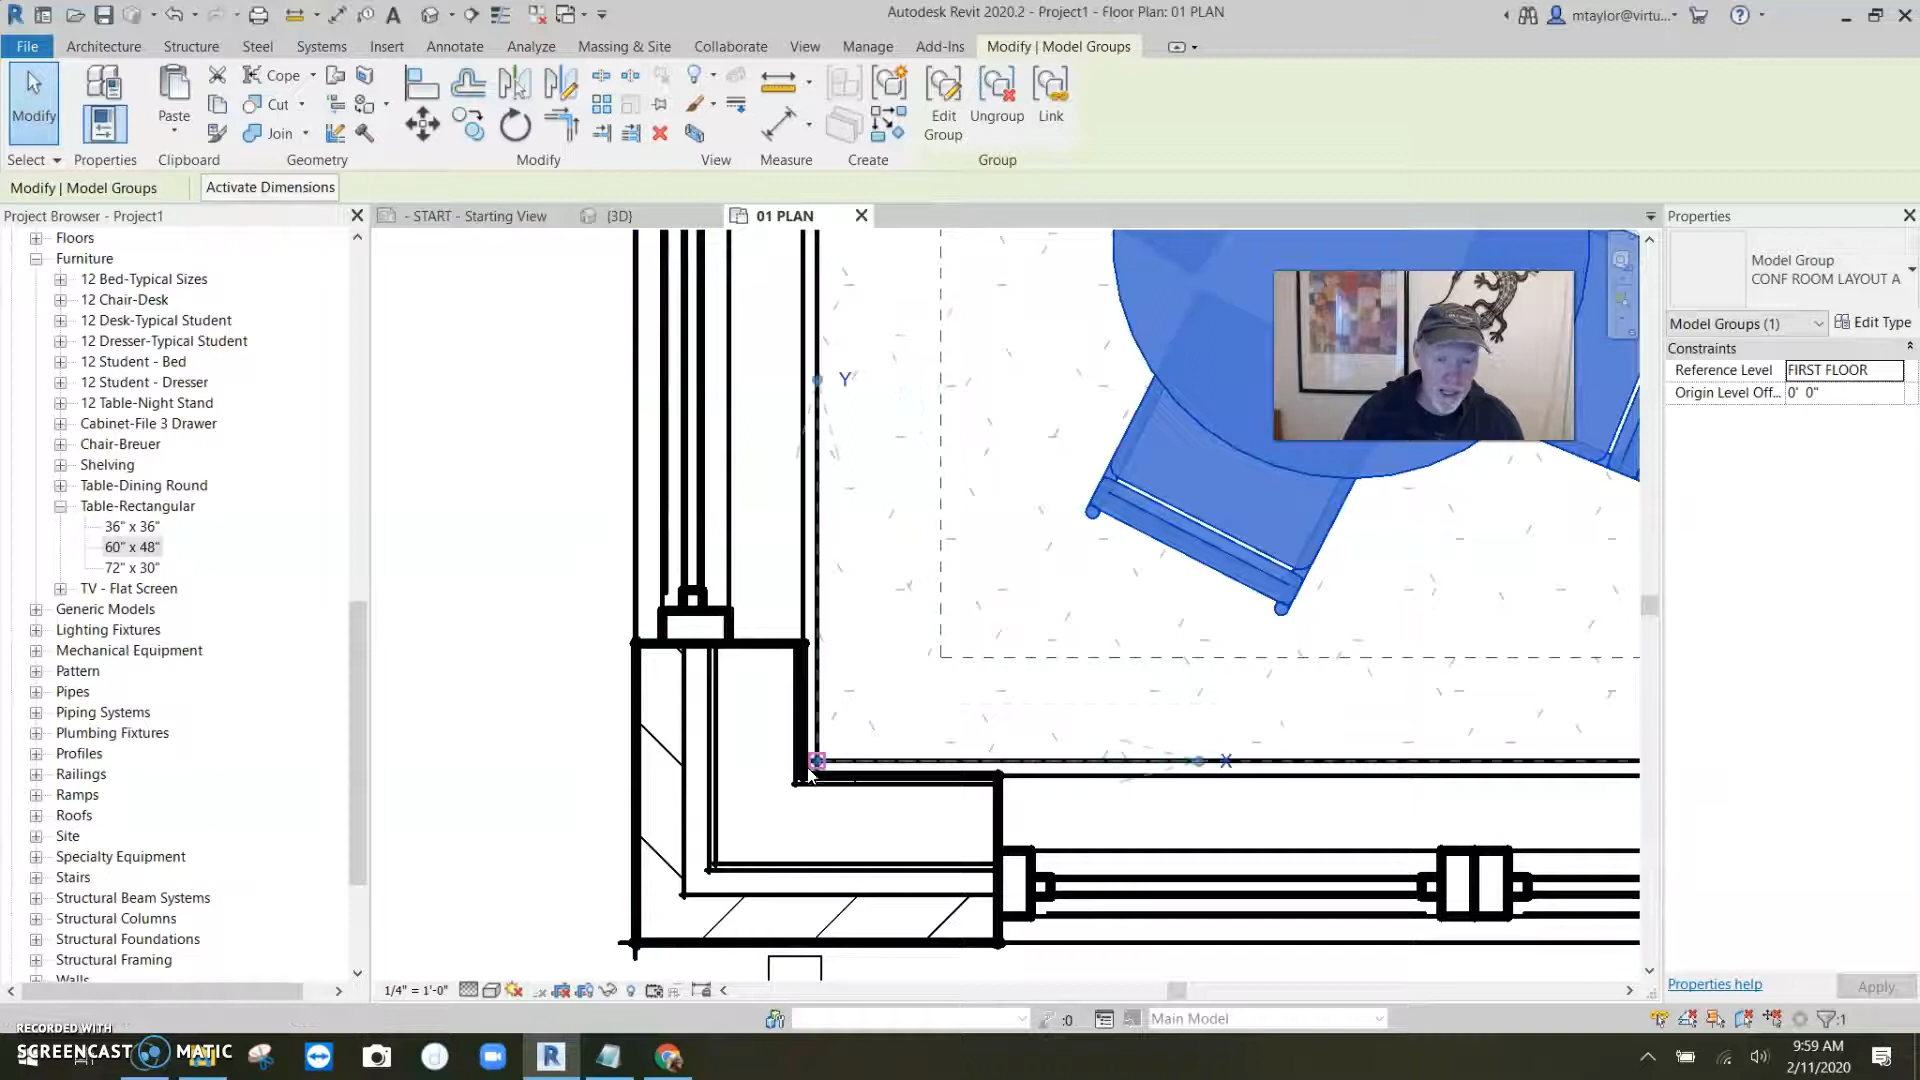 Autodesk Revit 2020.2 - Project1 - Floor Plan: 01 PLAN
mtaylor@virtu...
File
Architecture
Structure
Steel
Systems
Insert
Annotate
Analyze
Massing & Site
Collaborate
View
Manage
Add-Ins
Modify | Model Groups
Modify
Paste
Cope
Cut
Join
Edit
Group
Ungroup
Link
Select
Properties
Clipboard
Geometry
Modify
View
Measure
Create
Group
Modify | Model Groups
Activate Dimensions
Project Browser - Project1
- START - Starting View
{3D}
01 PLAN
Properties
Floors
Furniture
12 Bed-Typical Sizes
12 Chair-Desk
12 Desk-Typical Student
12 Dresser-Typical Student
12 Student - Bed
12 Student - Dresser
12 Table-Night Stand
Cabinet-File 3 Drawer
Chair-Breuer
Shelving
Table-Dining Round
Table-Rectangular
36" x 36"
60" x 48"
72" x 30"
TV - Flat Screen
Generic Models
Lighting Fixtures
Mechanical Equipment
Pattern
Pipes
Piping Systems
Plumbing Fixtures
Profiles
Railings
Ramps
Roofs
Site
Specialty Equipment
Stairs
Structural Beam Systems
Structural Columns
Structural Foundations
Structural Framing
Walls
Y
X
Model Group
CONF ROOM LAYOUT A
Model Groups (1)
Edit Type
Constraints
Reference Level
FIRST FLOOR
Origin Level Off...
0' 0"
Properties help
Apply
1/4" = 1'-0"
:0
Main Model
:1
RECORDED WITH
SCREENCAST MATIC
9:59 AM
2/11/2020